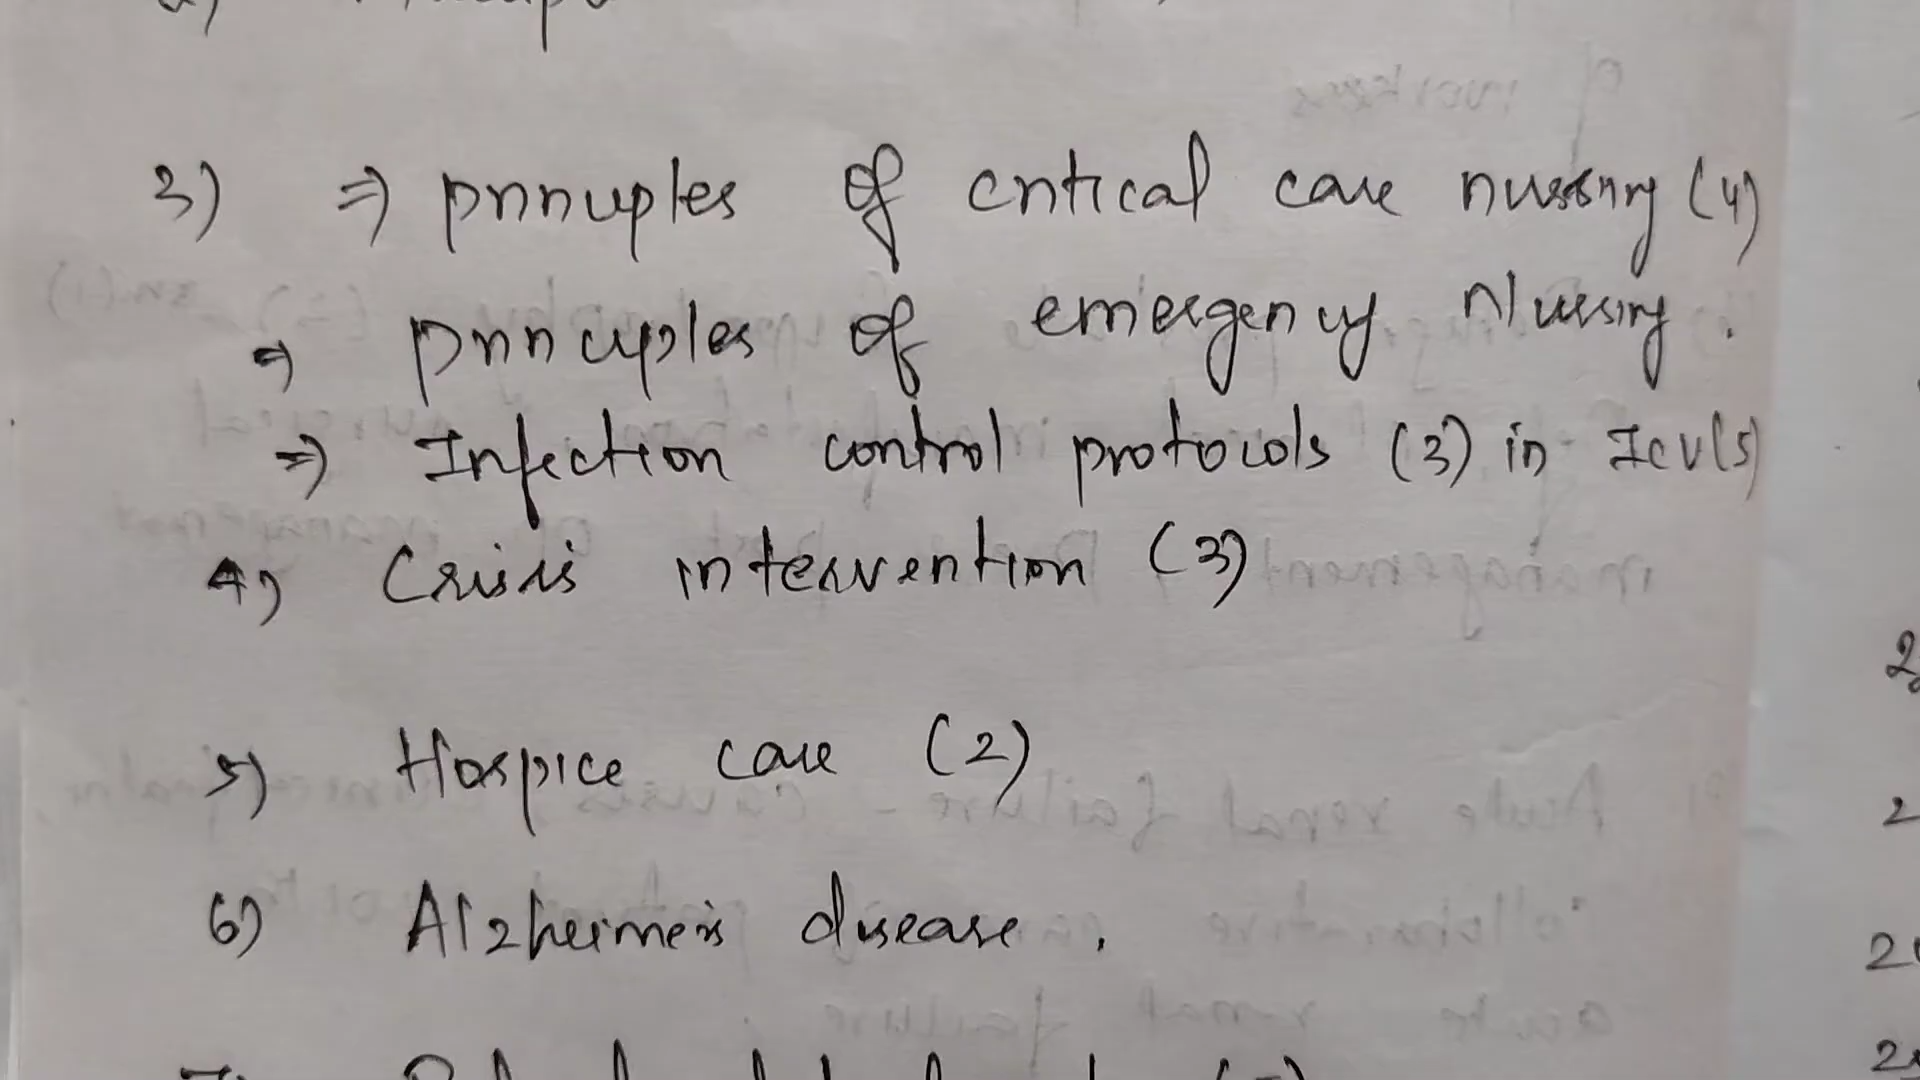 3) ⇒ principles of critical care nursing (4)
⇒ principles of emergency Nursing.
⇒ Infection control protocols (3) in ICU(5)
4) Crisis intervention (3)
5) Hospice care (2)
6) Alzheimer's disease.